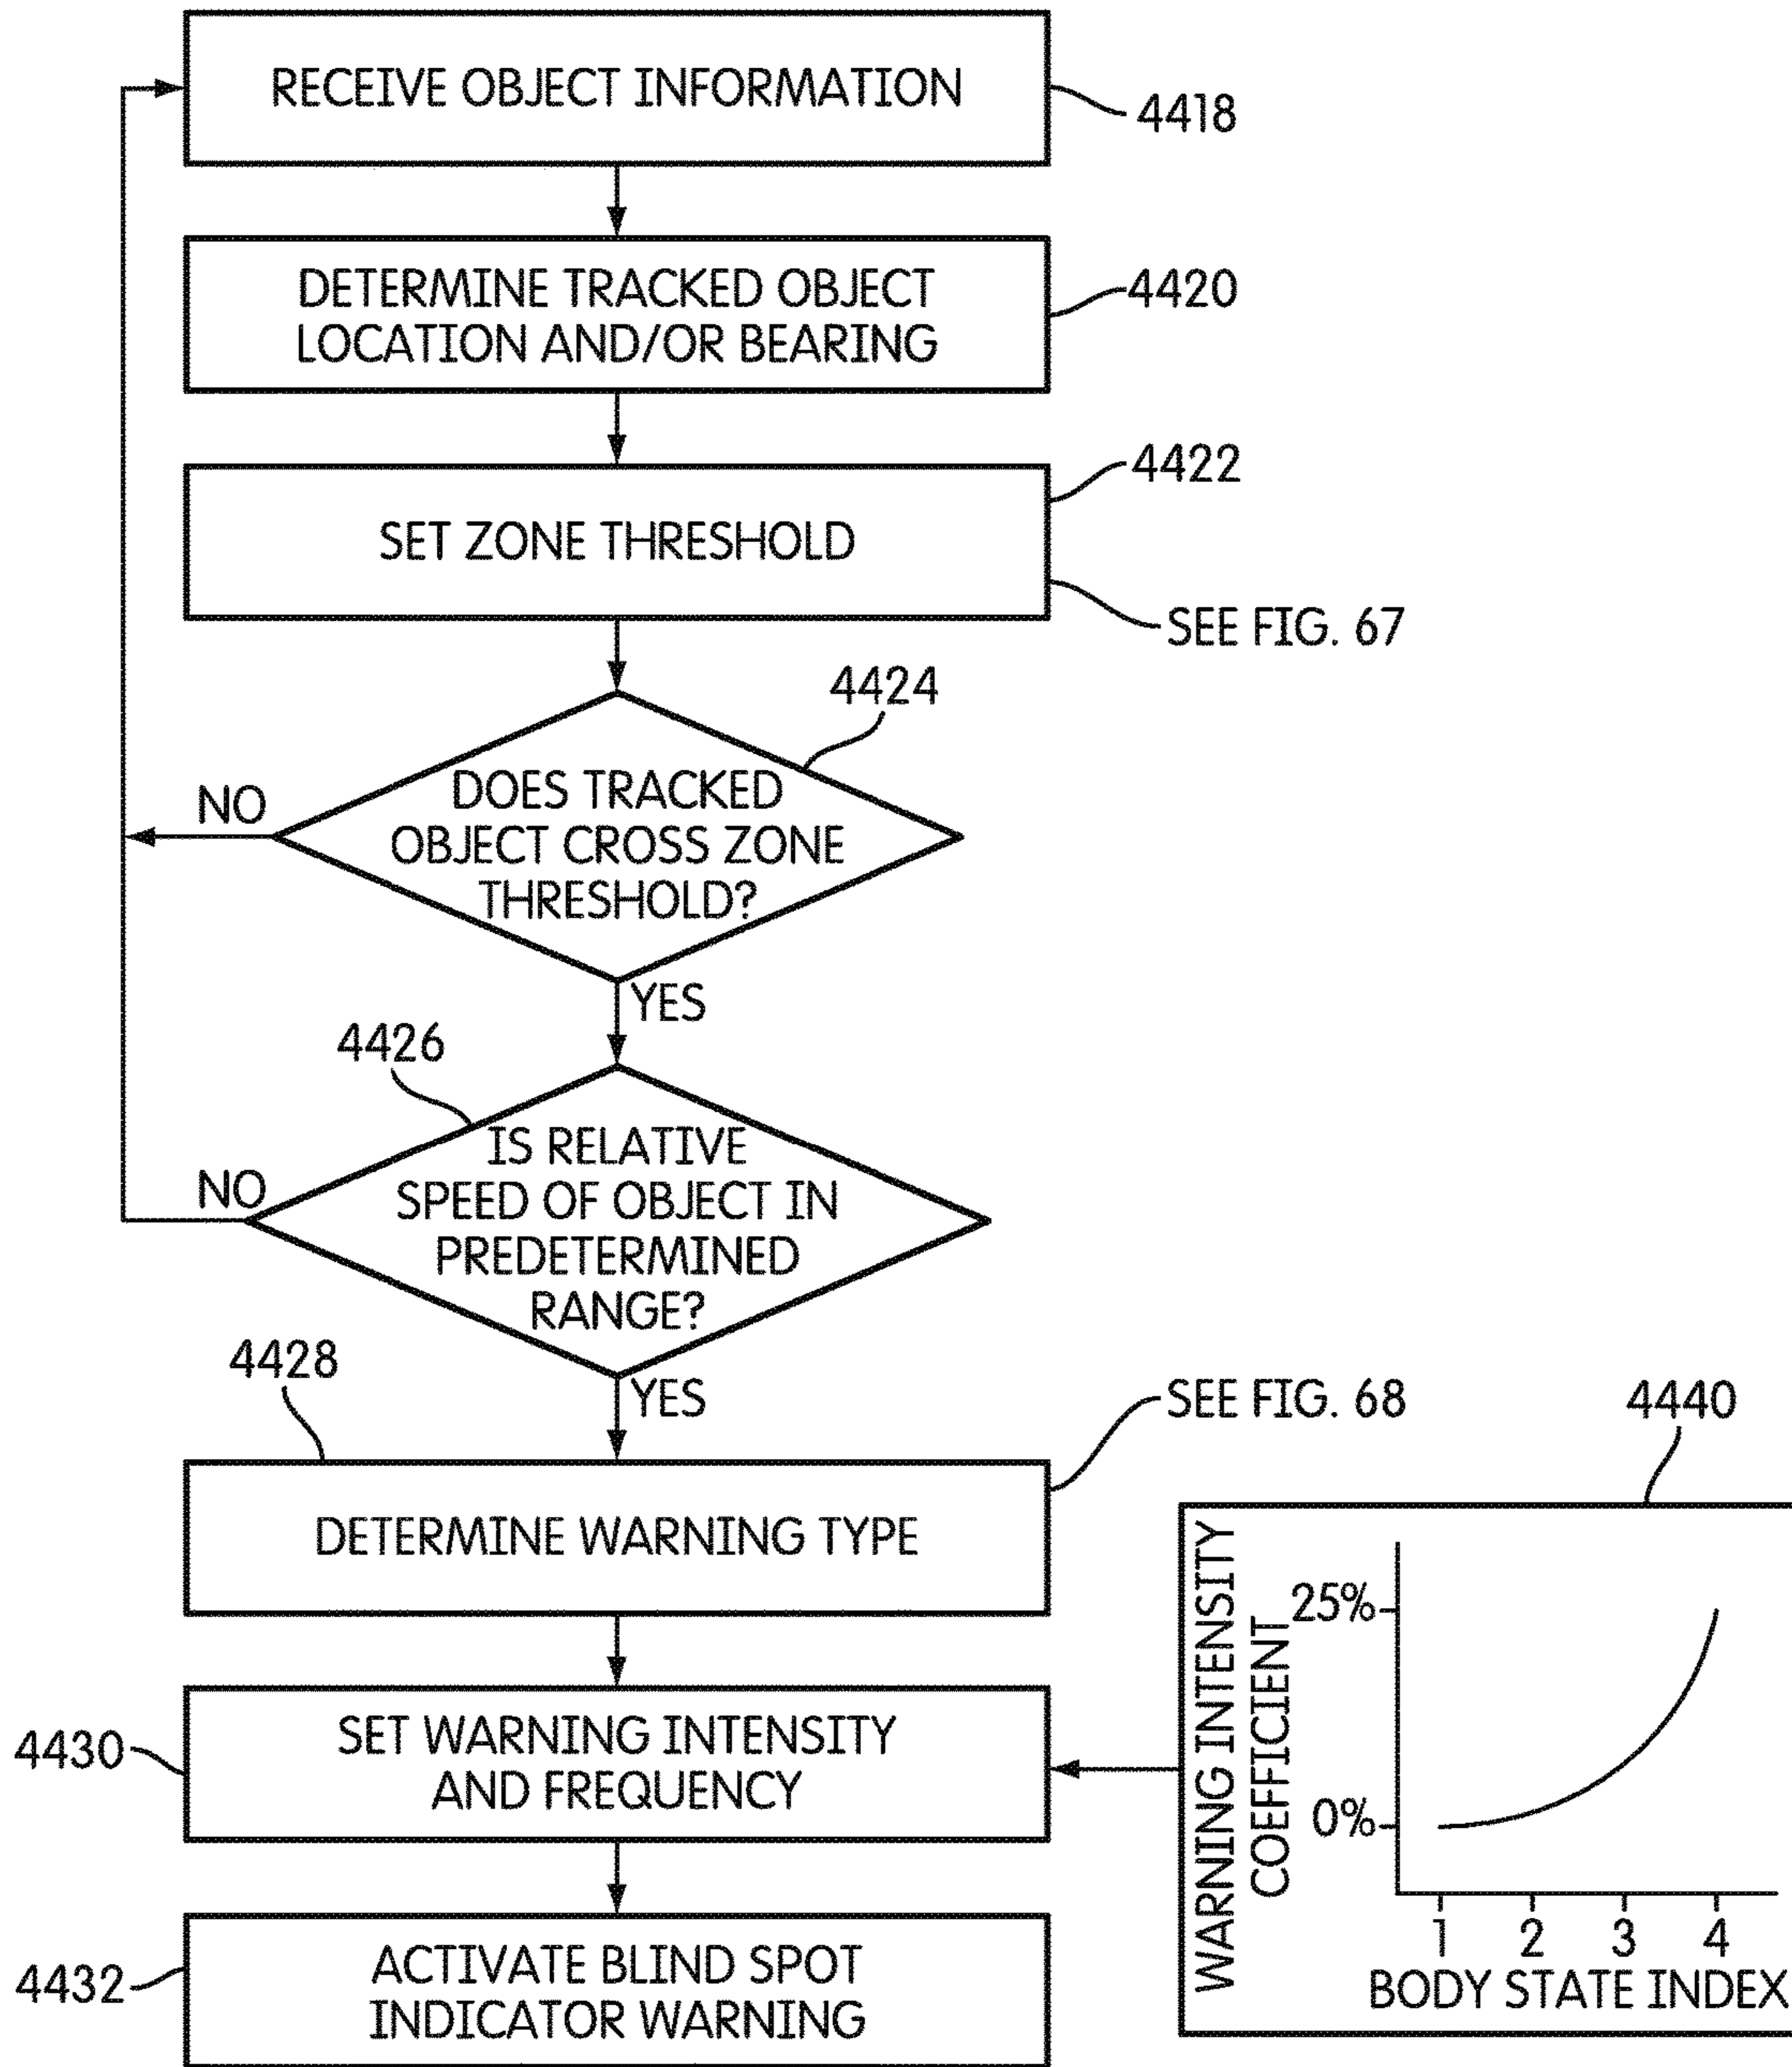 RECEIVE OBJECT INFORMATION
4418
DETERMINE TRACKED OBJECT
LOCATION AND/OR BEARING
4420
4422
SET ZONE THRESHOLD
SEE FIG. 67
4424
DOES TRACKED
OBJECT CROSS ZONE
THRESHOLD?
NO
YES
4426
IS RELATIVE
SPEED OF OBJECT IN
PREDETERMINED
RANGE?
NO
YES
4428
SEE FIG. 68
DETERMINE WARNING TYPE
4440
WARNING INTENSITY
COEFFICIENT
25%
0%
1 2 3 4
BODY STATE INDEX
4430
SET WARNING INTENSITY
AND FREQUENCY
4432
ACTIVATE BLIND SPOT
INDICATOR WARNING